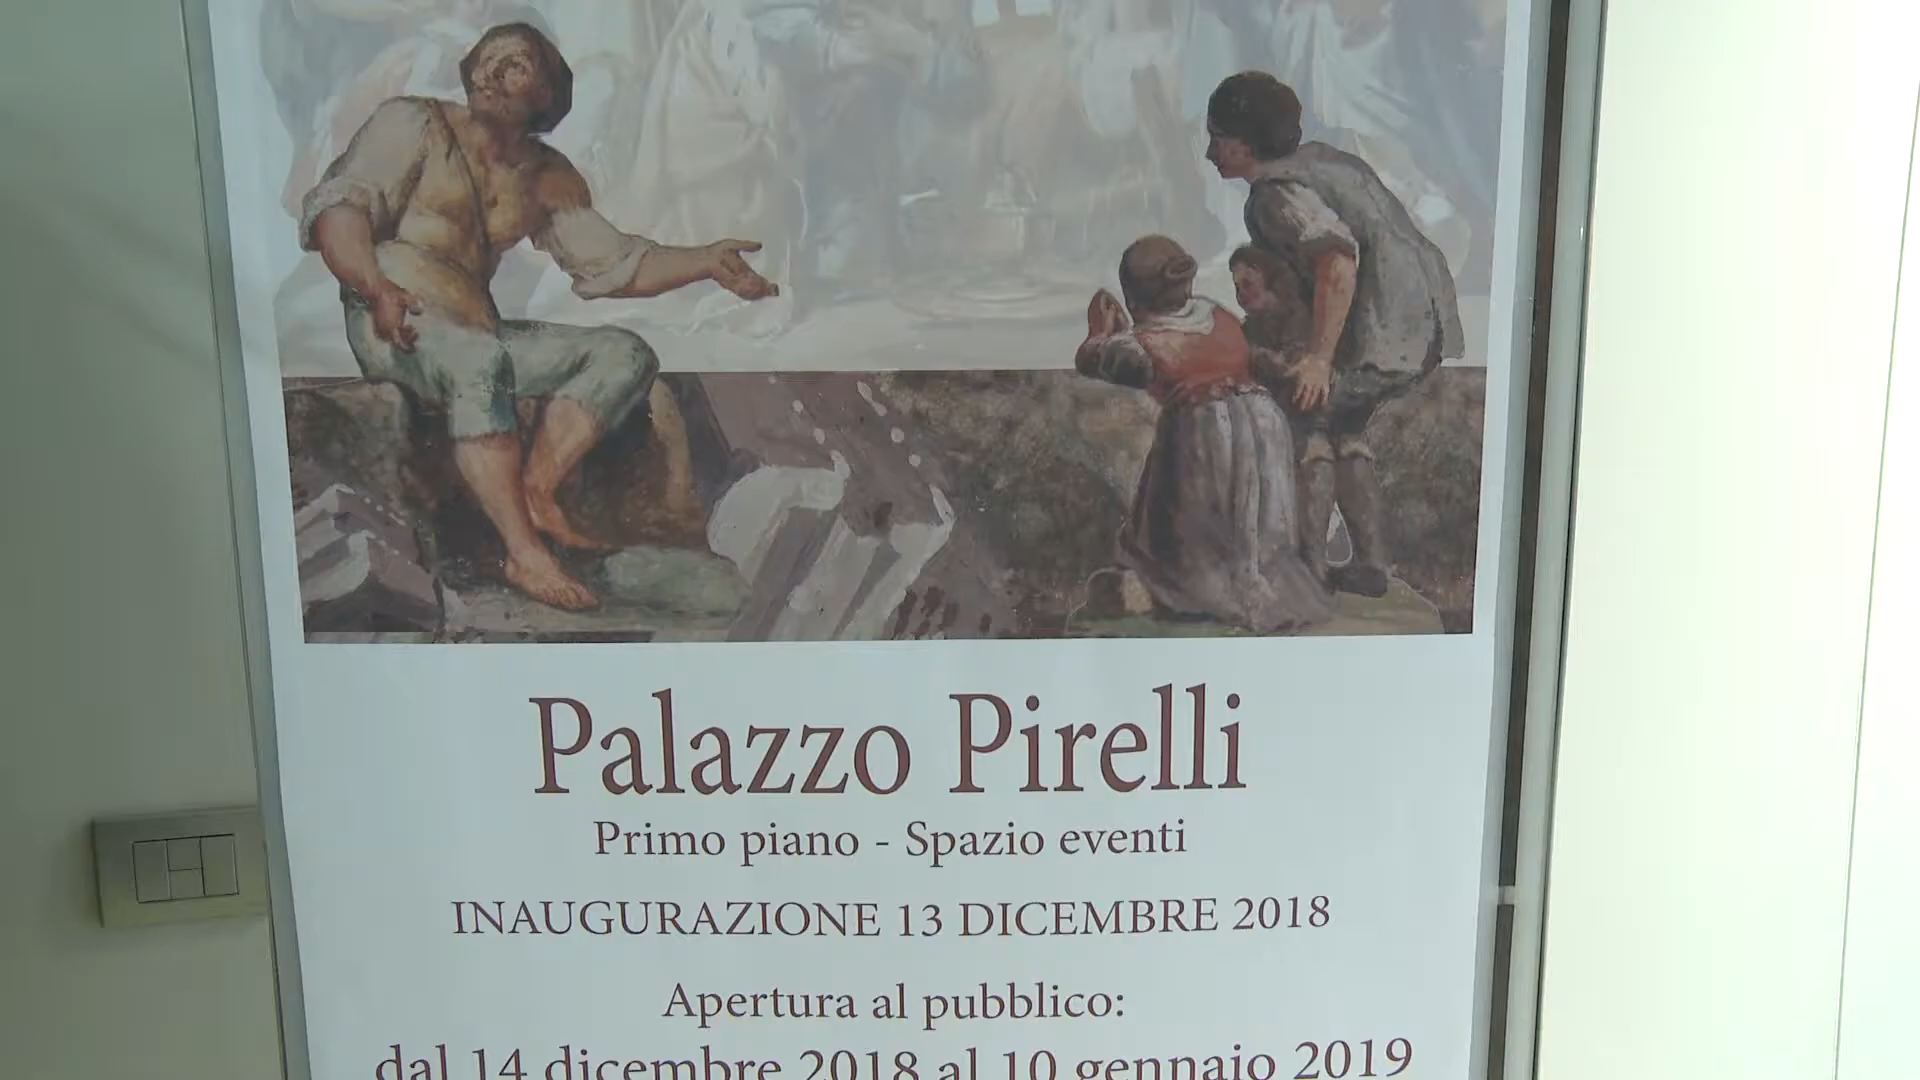 Palazzo Pirelli
Primo piano - Spazio eventi
INAUGURAZIONE 13 DICEMBRE 2018
Apertura al pubblico:
dal 14 dicembre 2018 al 10 gennaio 2019